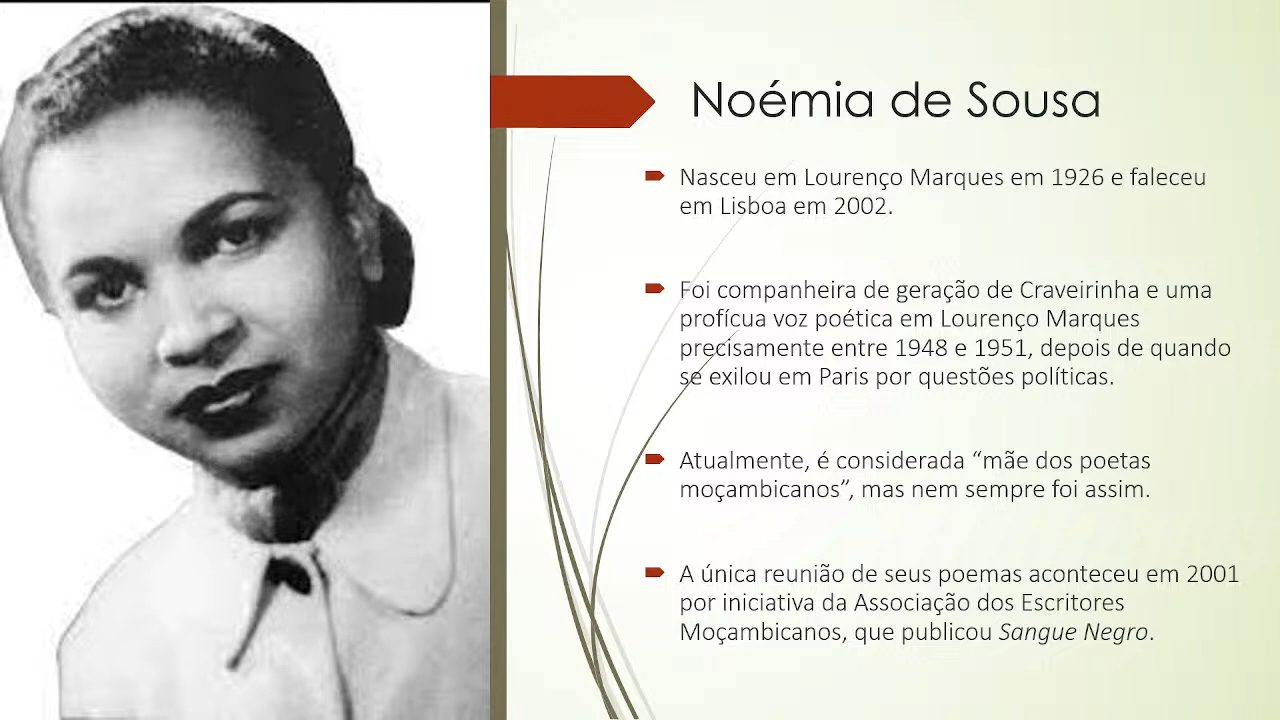 Noémia de Sousa
Nasceu em Lourenço Marques em 1926 e faleceu
em Lisboa em 2002.
Foi companheira de geração de Craveirinha e uma
profícua voz poética em Lourenço Marques
precisamente entre 1948 e 1951, depois de quando
se exilou em Paris por questões políticas.
Atualmente, é considerada “mãe dos poetas
moçambicanos”, mas nem sempre foi assim.
A única reunião de seus poemas aconteceu em 2001
por iniciativa da Associação dos Escritores
Moçambicanos, que publicou Sangue Negro.